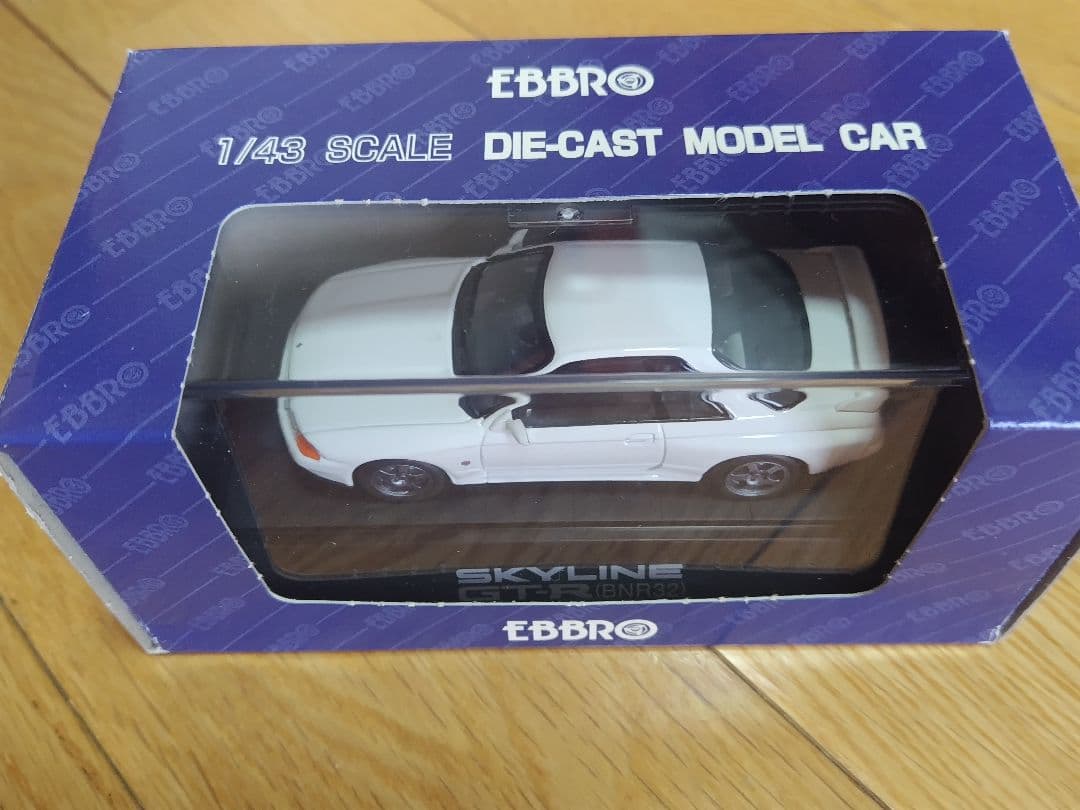 EBBRO
1/43 SCALE DIE-CAST MODEL CAR
SKYLINE
GT-R (BNR32)
EBBRO